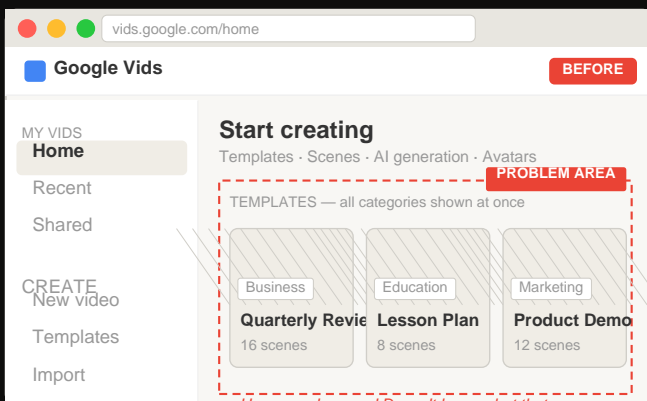 vids.google.com/home
Google Vids
BEFORE
MY VIDS
Home
Recent
Shared
CREATE
New video
Templates
Import
Start creating
Templates · Scenes · AI generation · Avatars
PROBLEM AREA
TEMPLATES — all categories shown at once
Business
Quarterly Revie
16 scenes
Education
Lesson Plan
8 scenes
Marketing
Product Demo
12 scenes